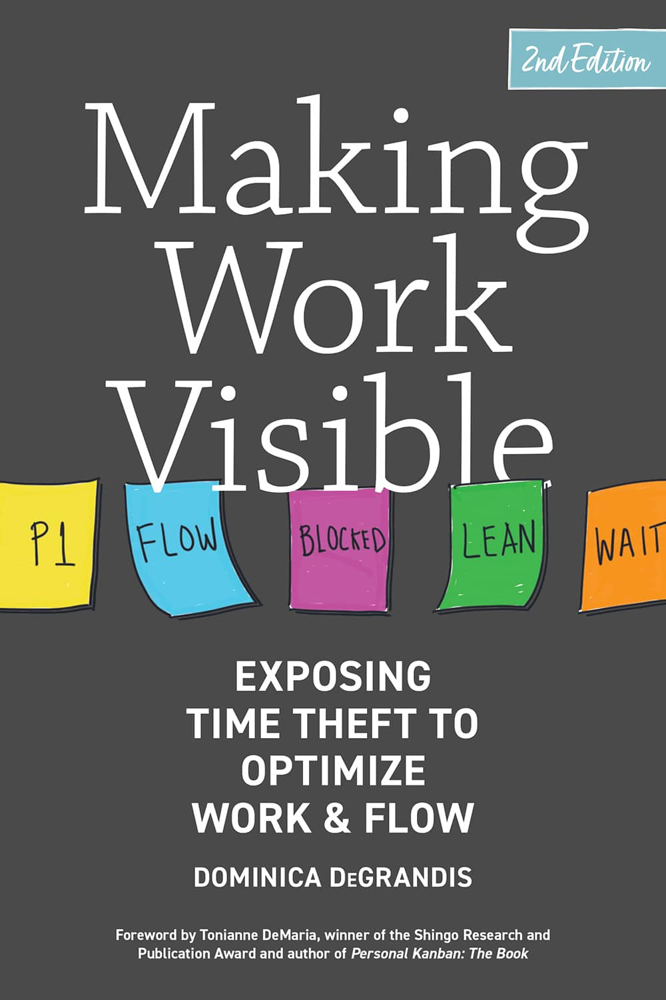 2nd Edition
Making
Work
Visible
P1
FLOW
BLOCKED
LEAN
WAIT
EXPOSING
TIME THEFT TO
OPTIMIZE
WORK & FLOW
DOMINICA DeGRANDIS
Foreword by Tonianne DeMaria, winner of the Shingo Research and
Publication Award and author of Personal Kanban: The Book